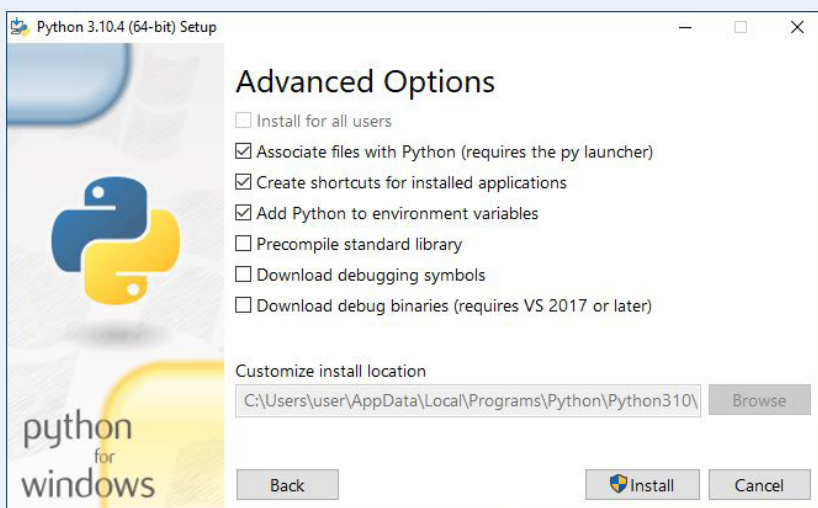 Python 3.10.4 (64-bit) Setup
Advanced Options
Install for all users
Associate files with Python (requires the py launcher)
Create shortcuts for installed applications
Add Python to environment variables
Precompile standard library
Download debugging symbols
Download debug binaries (requires VS 2017 or later)
Customize install location
C:\Users\user\AppData\Local\Programs\Python\Python310\
Browse
python
for
windows
Back
Install
Cancel